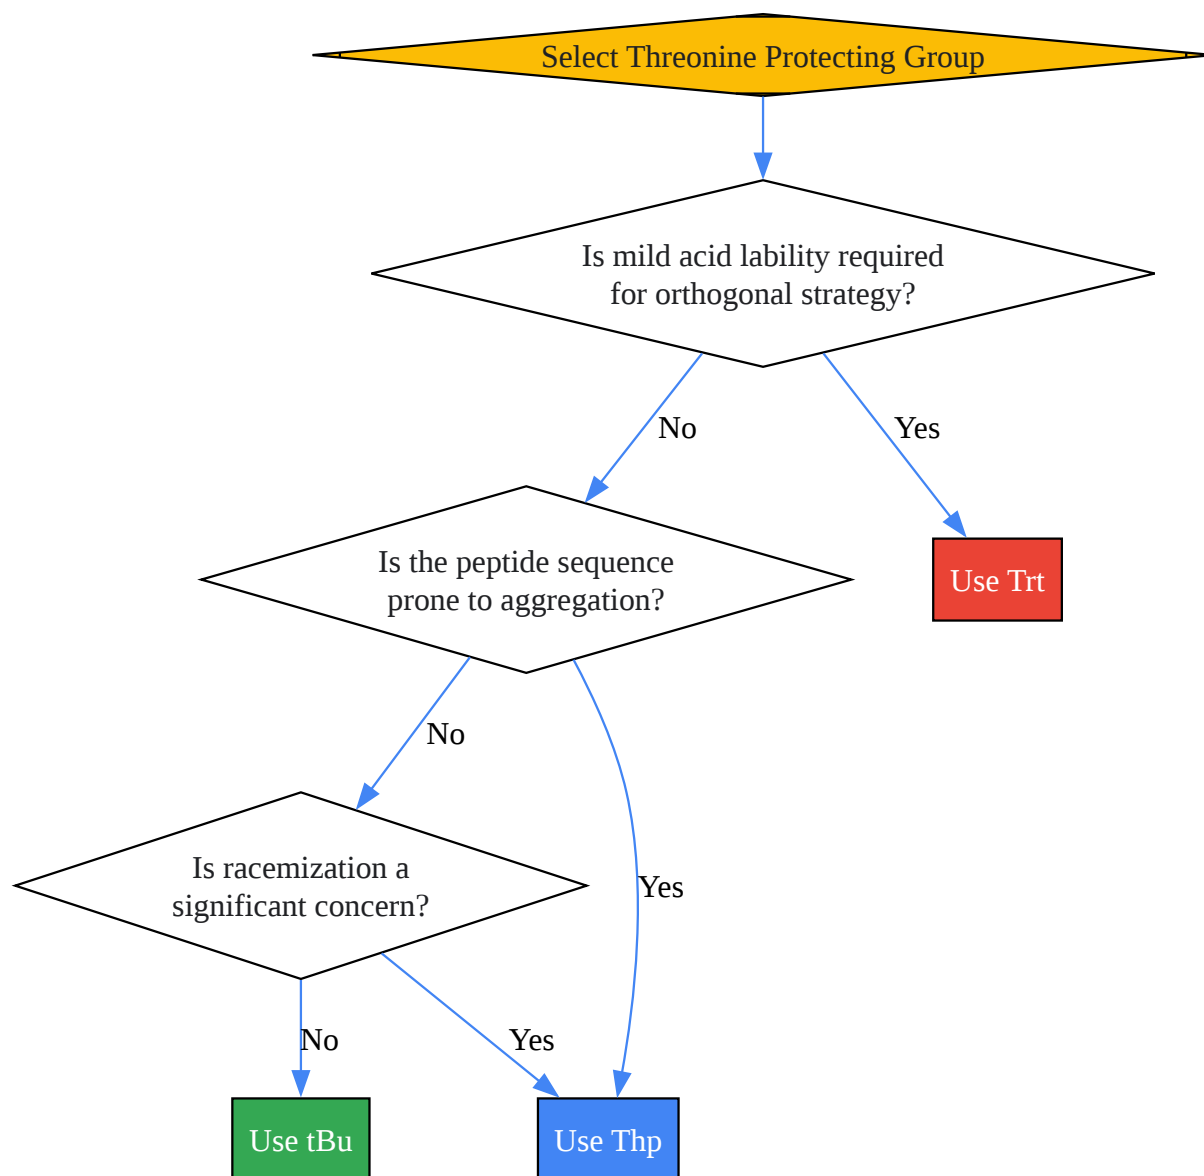 Select Threonine Protecting Group
Is mild acid lability required
for orthogonal strategy?
No
Yes
Is the peptide sequence
prone to aggregation?
Use Trt
No
Yes
Is racemization a
significant concern?
No
Yes
Use tBu
Use Thp